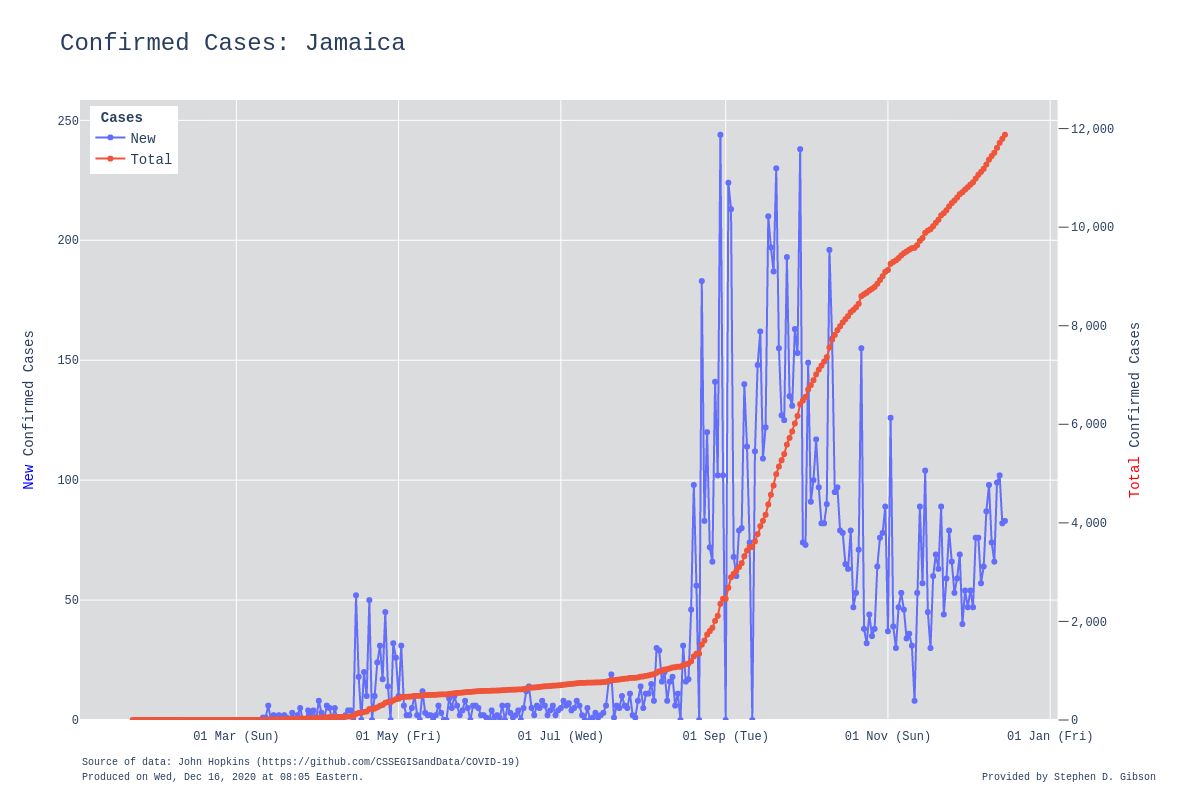 Confirmed Cases: Jamaica
Cases
New
Total
250
200
150
100
50
0
12,000
10,000
8,000
6,000
4,000
2,000
0
New Confirmed Cases
Total Confirmed Cases
01 Mar (Sun) 01 May (Fri) 01 Jul (Wed) 01 Sep (Tue) 01 Nov (Sun) 01 Jan (Fri)
Source of data: John Hopkins (https://github.com/CSSEGISandData/COVID-19)
Produced on Wed, Dec 16, 2020 at 08:05 Eastern.
Provided by Stephen D. Gibson